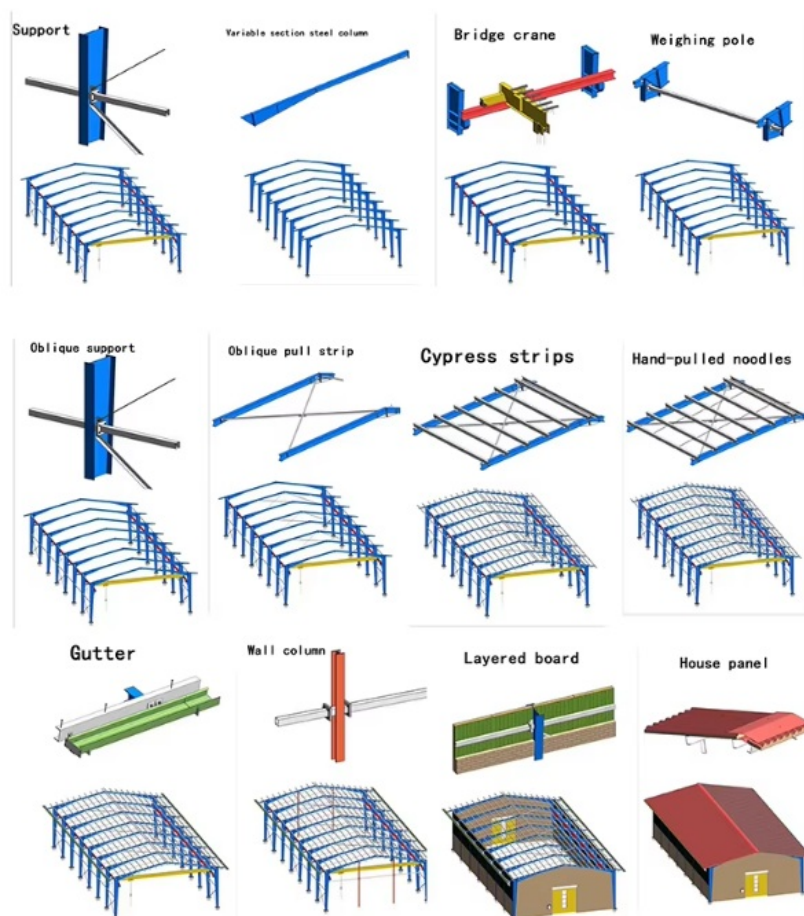 Support
Variable section steel column
Bridge crane
Weighing pole
Oblique support
Oblique pull strip
Cypress strips
Hand-pulled noodles
Gutter
Wall column
Layered board
House panel